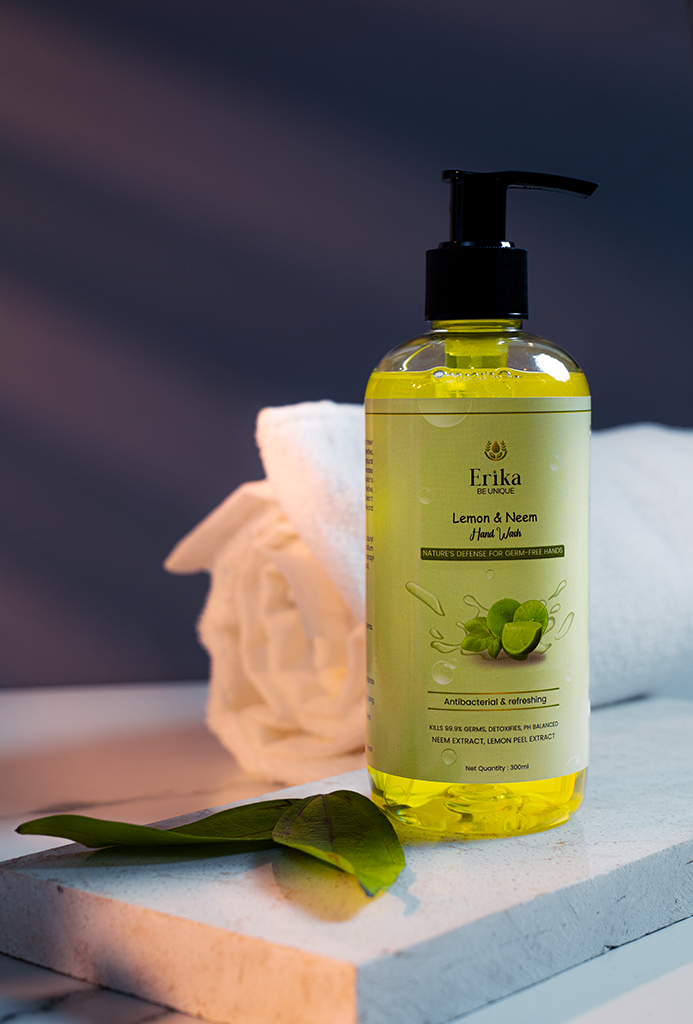 Erika
BE UNIQUE
Lemon & Neem
Hand Wash
NATURE'S DEFENSE FOR GERM-FREE HANDS
Antibacterial & refreshing
KILLS 99.9% GERMS, DETOXIFIES, PH BALANCED
NEEM EXTRACT, LEMON PEEL EXTRACT
Net Quantity : 300ml